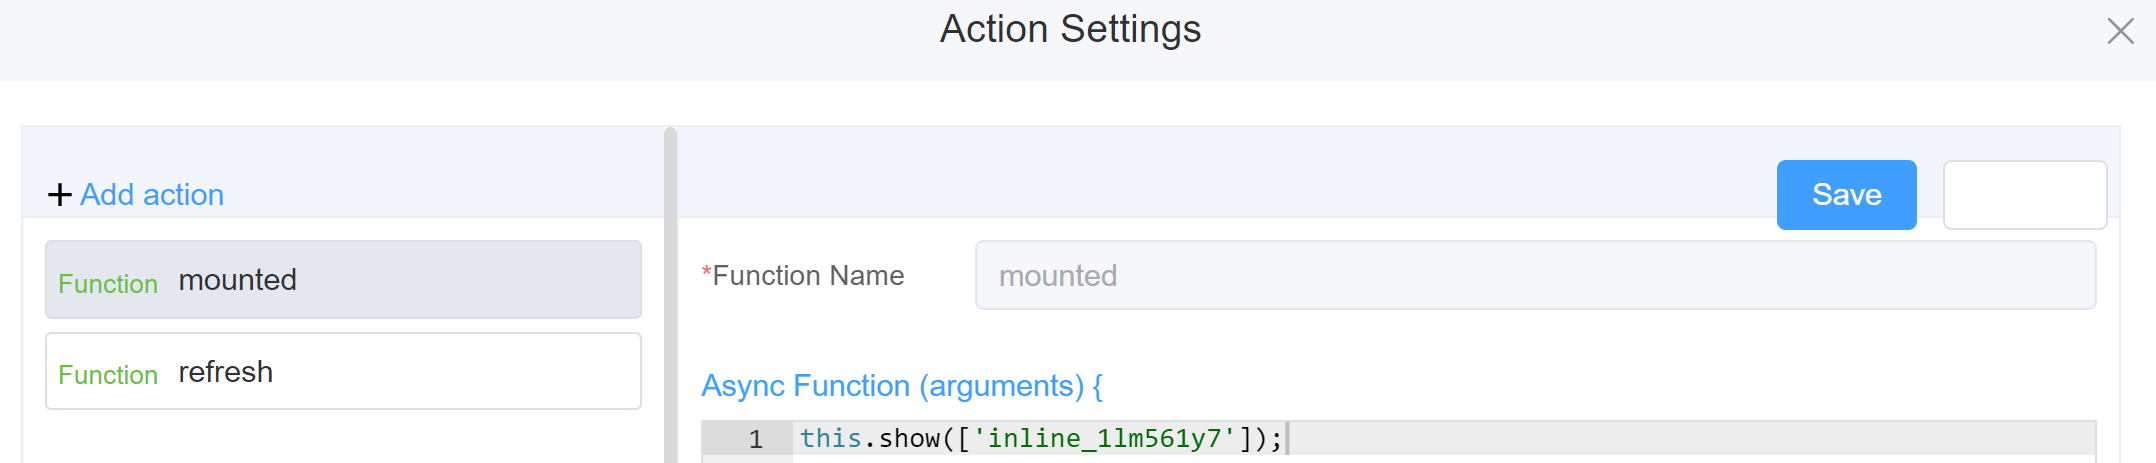 Action Settings
+ Add action
Save
Function mounted
Function refresh
*Function Name
mounted
Async Function (arguments) {
1 this.show(['inline_1lm561y7']);